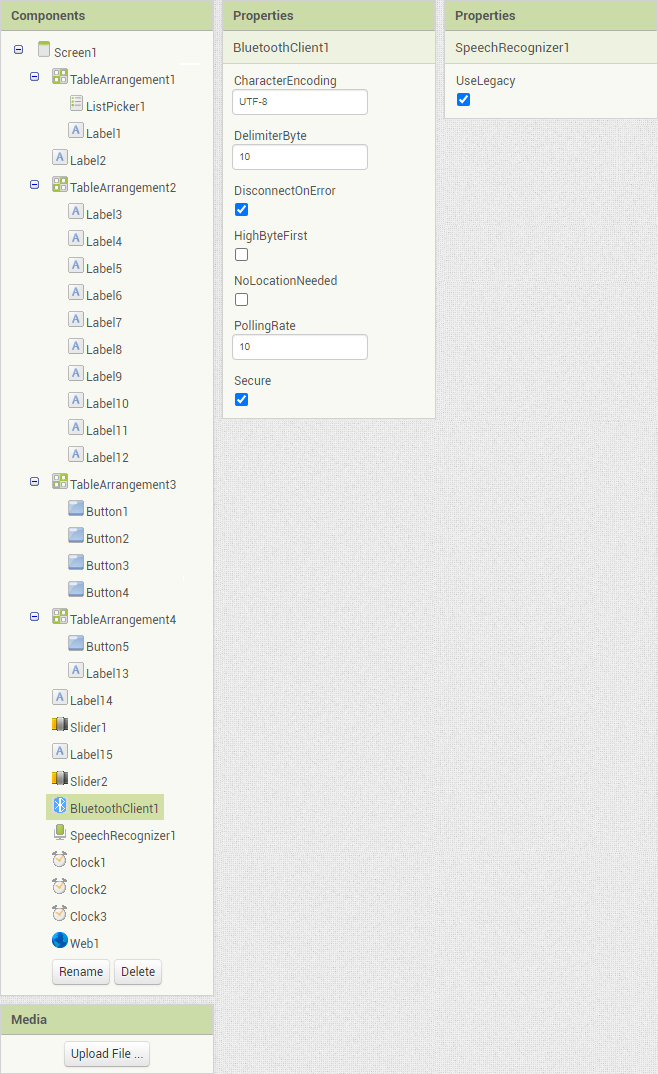 Components
Screen1
TableArrangement1
ListPicker1
Label1
Label2
TableArrangement2
Label3
Label4
Label5
Label6
Label7
Label8
Label9
Label10
Label11
Label12
TableArrangement3
Button1
Button2
Button3
Button4
TableArrangement4
Button5
Label13
Label14
Slider1
Label15
Slider2
BluetoothClient1
SpeechRecognizer1
Clock1
Clock2
Clock3
Web1
Rename Delete
Media
Upload File ...
Properties
BluetoothClient1
CharacterEncoding
UTF-8
DelimiterByte
10
DisconnectOnError
HighByteFirst
NoLocationNeeded
PollingRate
10
Secure
Properties
SpeechRecognizer1
UseLegacy